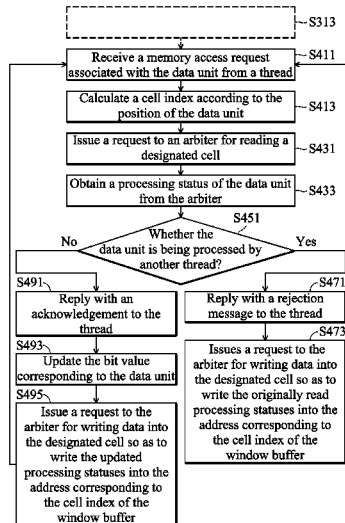 S313
S411
Receive a memory access request
associated with the data unit from a thread
S413
Calculate a cell index according to the
position of the data unit
S431
Issue a request to an arbiter for reading a
designated cell
S433
Obtain a processing status of the data unit
from the arbiter
S451
Whether the
data unit is being processed by
another thread?
No
Yes
S491
Reply with an
acknowledgement to the
thread
S471
Reply with a rejection
message to the thread
S493
Update the bit value
corresponding to the data unit
S473
Issues a request to the
arbiter for writing data into
the designated cell so as to
write the originally read
processing statuses into the
address corresponding to
the cell index of the
window buffer
S495
Issue a request to the
arbiter for writing data into
the designated cell so as to
write the updated
processing statuses into the
address corresponding to
the cell index of the
window buffer